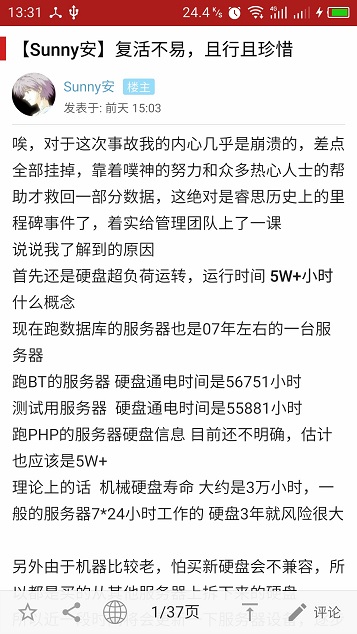 13:31
24.4 K/s
4G
4G
【Sunny安】复活不易，且行且珍惜
Sunny安 楼主
发表于: 前天 15:03
唉，对于这次事故我的内心几乎是崩溃的，差点
全部挂掉，靠着噗神的努力和众多热心人士的帮
助才救回一部分数据，这绝对是睿思历史上的里
程碑事件了，着实给管理团队上了一课
说说我了解到的原因
首先还是硬盘超负荷运转，运行时间 5W+小时
什么概念
现在跑数据库的服务器也是07年左右的一台服
务器
跑BT的服务器 硬盘通电时间是56751小时
测试用服务器 硬盘通电时间是55881小时
跑PHP的服务器硬盘信息 目前还不明确，估计
也应该是5W+
理论上的话 机械硬盘寿命 大约是3万小时，一
般的服务器7*24小时工作的 硬盘3年就风险很大
另外由于机器比较老，怕买新硬盘会不兼容，所
以都是买的从其他服务器上拆下来的硬盘
1/37页
评论